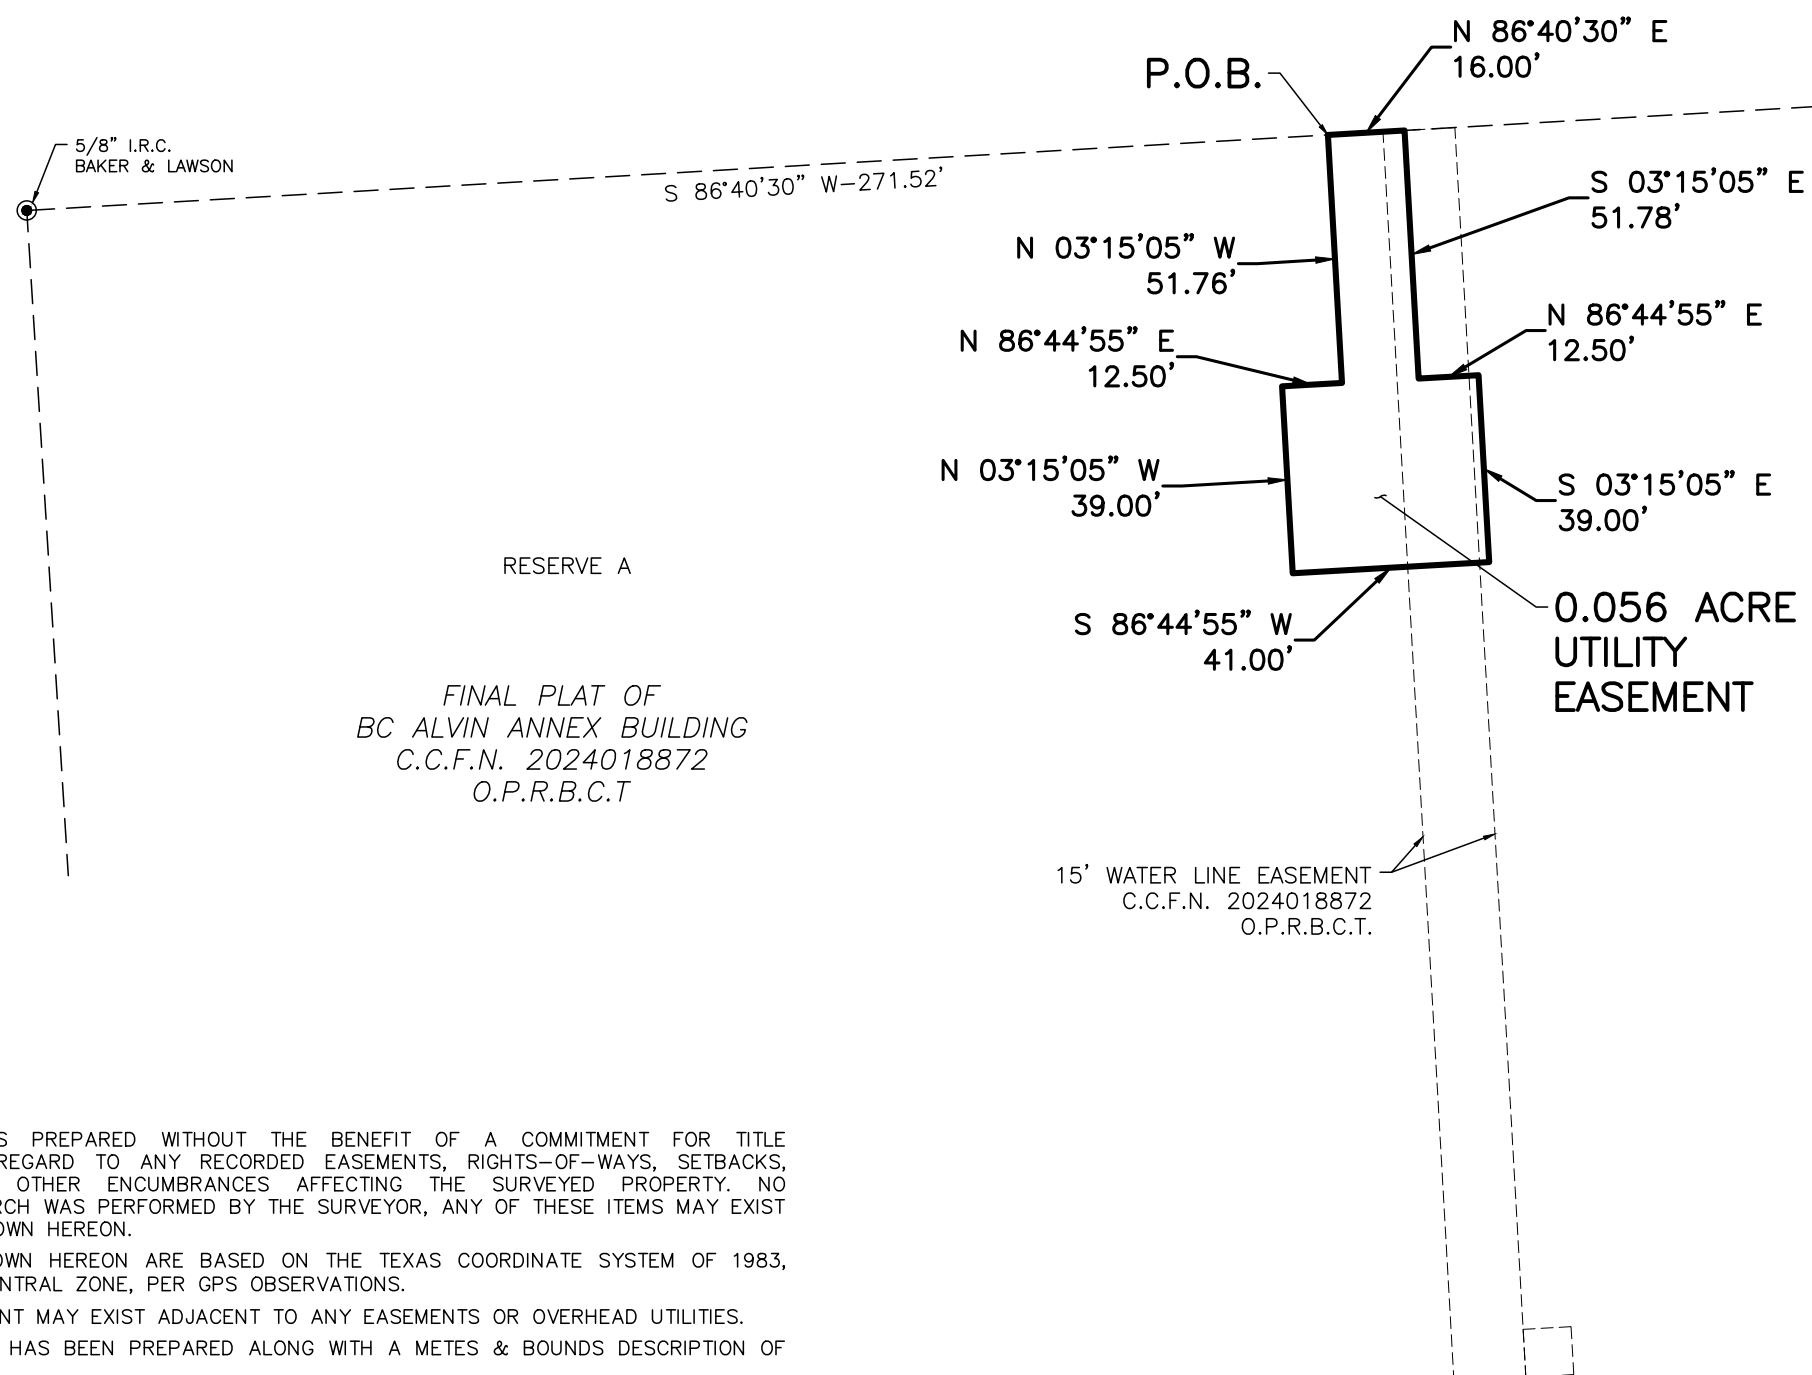 N 86°40'30" E
16.00'
P.O.B.
5/8" I.R.C.
BAKER & LAWSON
S 86°40'30" W-271.52'
S 03°15'05" E
51.78'
N 03°15'05" W
51.76'
N 86°44'55" E
12.50'
N 86°44'55" E
12.50'
N 03°15'05" W
39.00'
S 03°15'05" E
39.00'
RESERVE A
0.056 ACRE
UTILITY
EASEMENT
S 86°44'55" W
41.00'
FINAL PLAT OF
BC ALVIN ANNEX BUILDING
C.C.F.N. 2024018872
O.P.R.B.C.T
15' WATER LINE EASEMENT
C.C.F.N. 2024018872
O.P.R.B.C.T.
S PREPARED WITHOUT THE BENEFIT OF A COMMITMENT FOR TITLE
REGARD TO ANY RECORDED EASEMENTS, RIGHTS-OF-WAYS, SETBACKS,
OTHER ENCUMBRANCES AFFECTING THE SURVEYED PROPERTY. NO
RCH WAS PERFORMED BY THE SURVEYOR, ANY OF THESE ITEMS MAY EXIST
OWN HEREON.
OWN HEREON ARE BASED ON THE TEXAS COORDINATE SYSTEM OF 1983,
ENTRAL ZONE, PER GPS OBSERVATIONS.
NT MAY EXIST ADJACENT TO ANY EASEMENTS OR OVERHEAD UTILITIES.
HAS BEEN PREPARED ALONG WITH A METES & BOUNDS DESCRIPTION OF